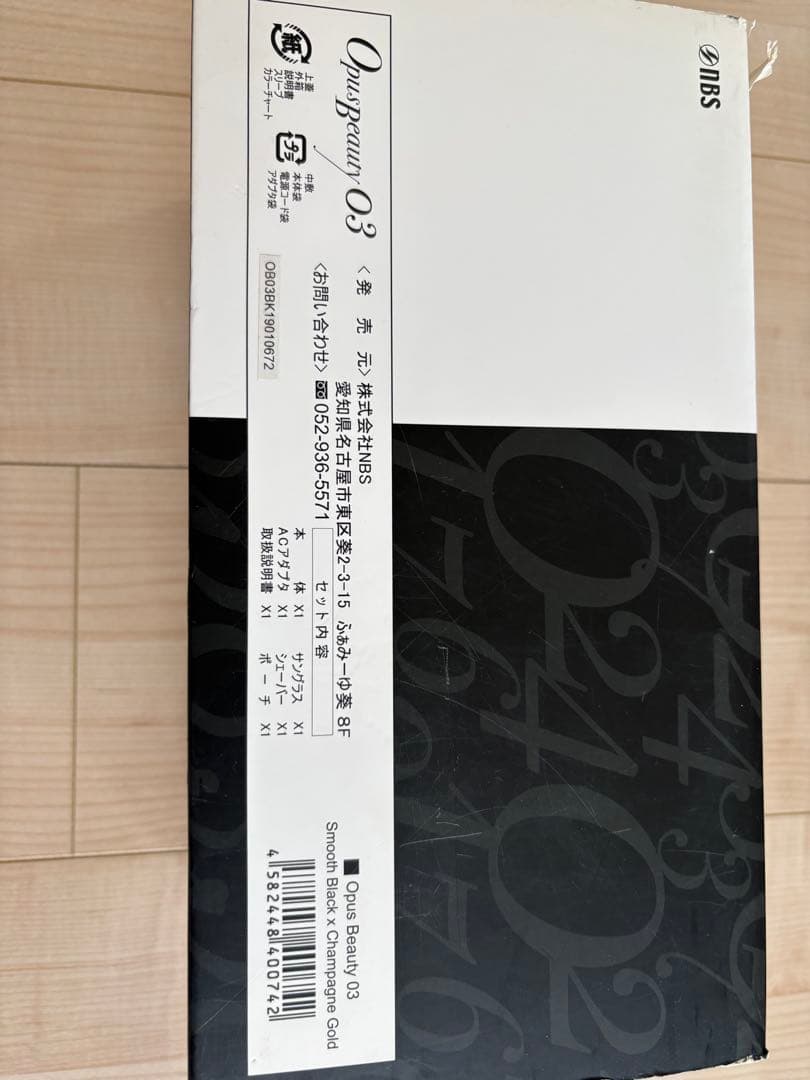 NBS
OpusBeauty 03
紙
上蓋
外箱
説明書
スリーブ
カラーチャート
プラ
中敷
本体袋
電源コード袋
アダプタ袋
OB03BK19010672
〈発売元〉株式会社NBS
愛知県名古屋市東区葵2-3-15 ふぁみーゆ葵 8F
〈お問い合わせ〉052-936-5571
セット内容
本体 X1 サングラス X1
ACアダプタ X1 シェーバー X1
取扱説明書 X1 ポーチ X1
■ Opus Beauty 03
Smooth Black x Champagne Gold
4582448400742